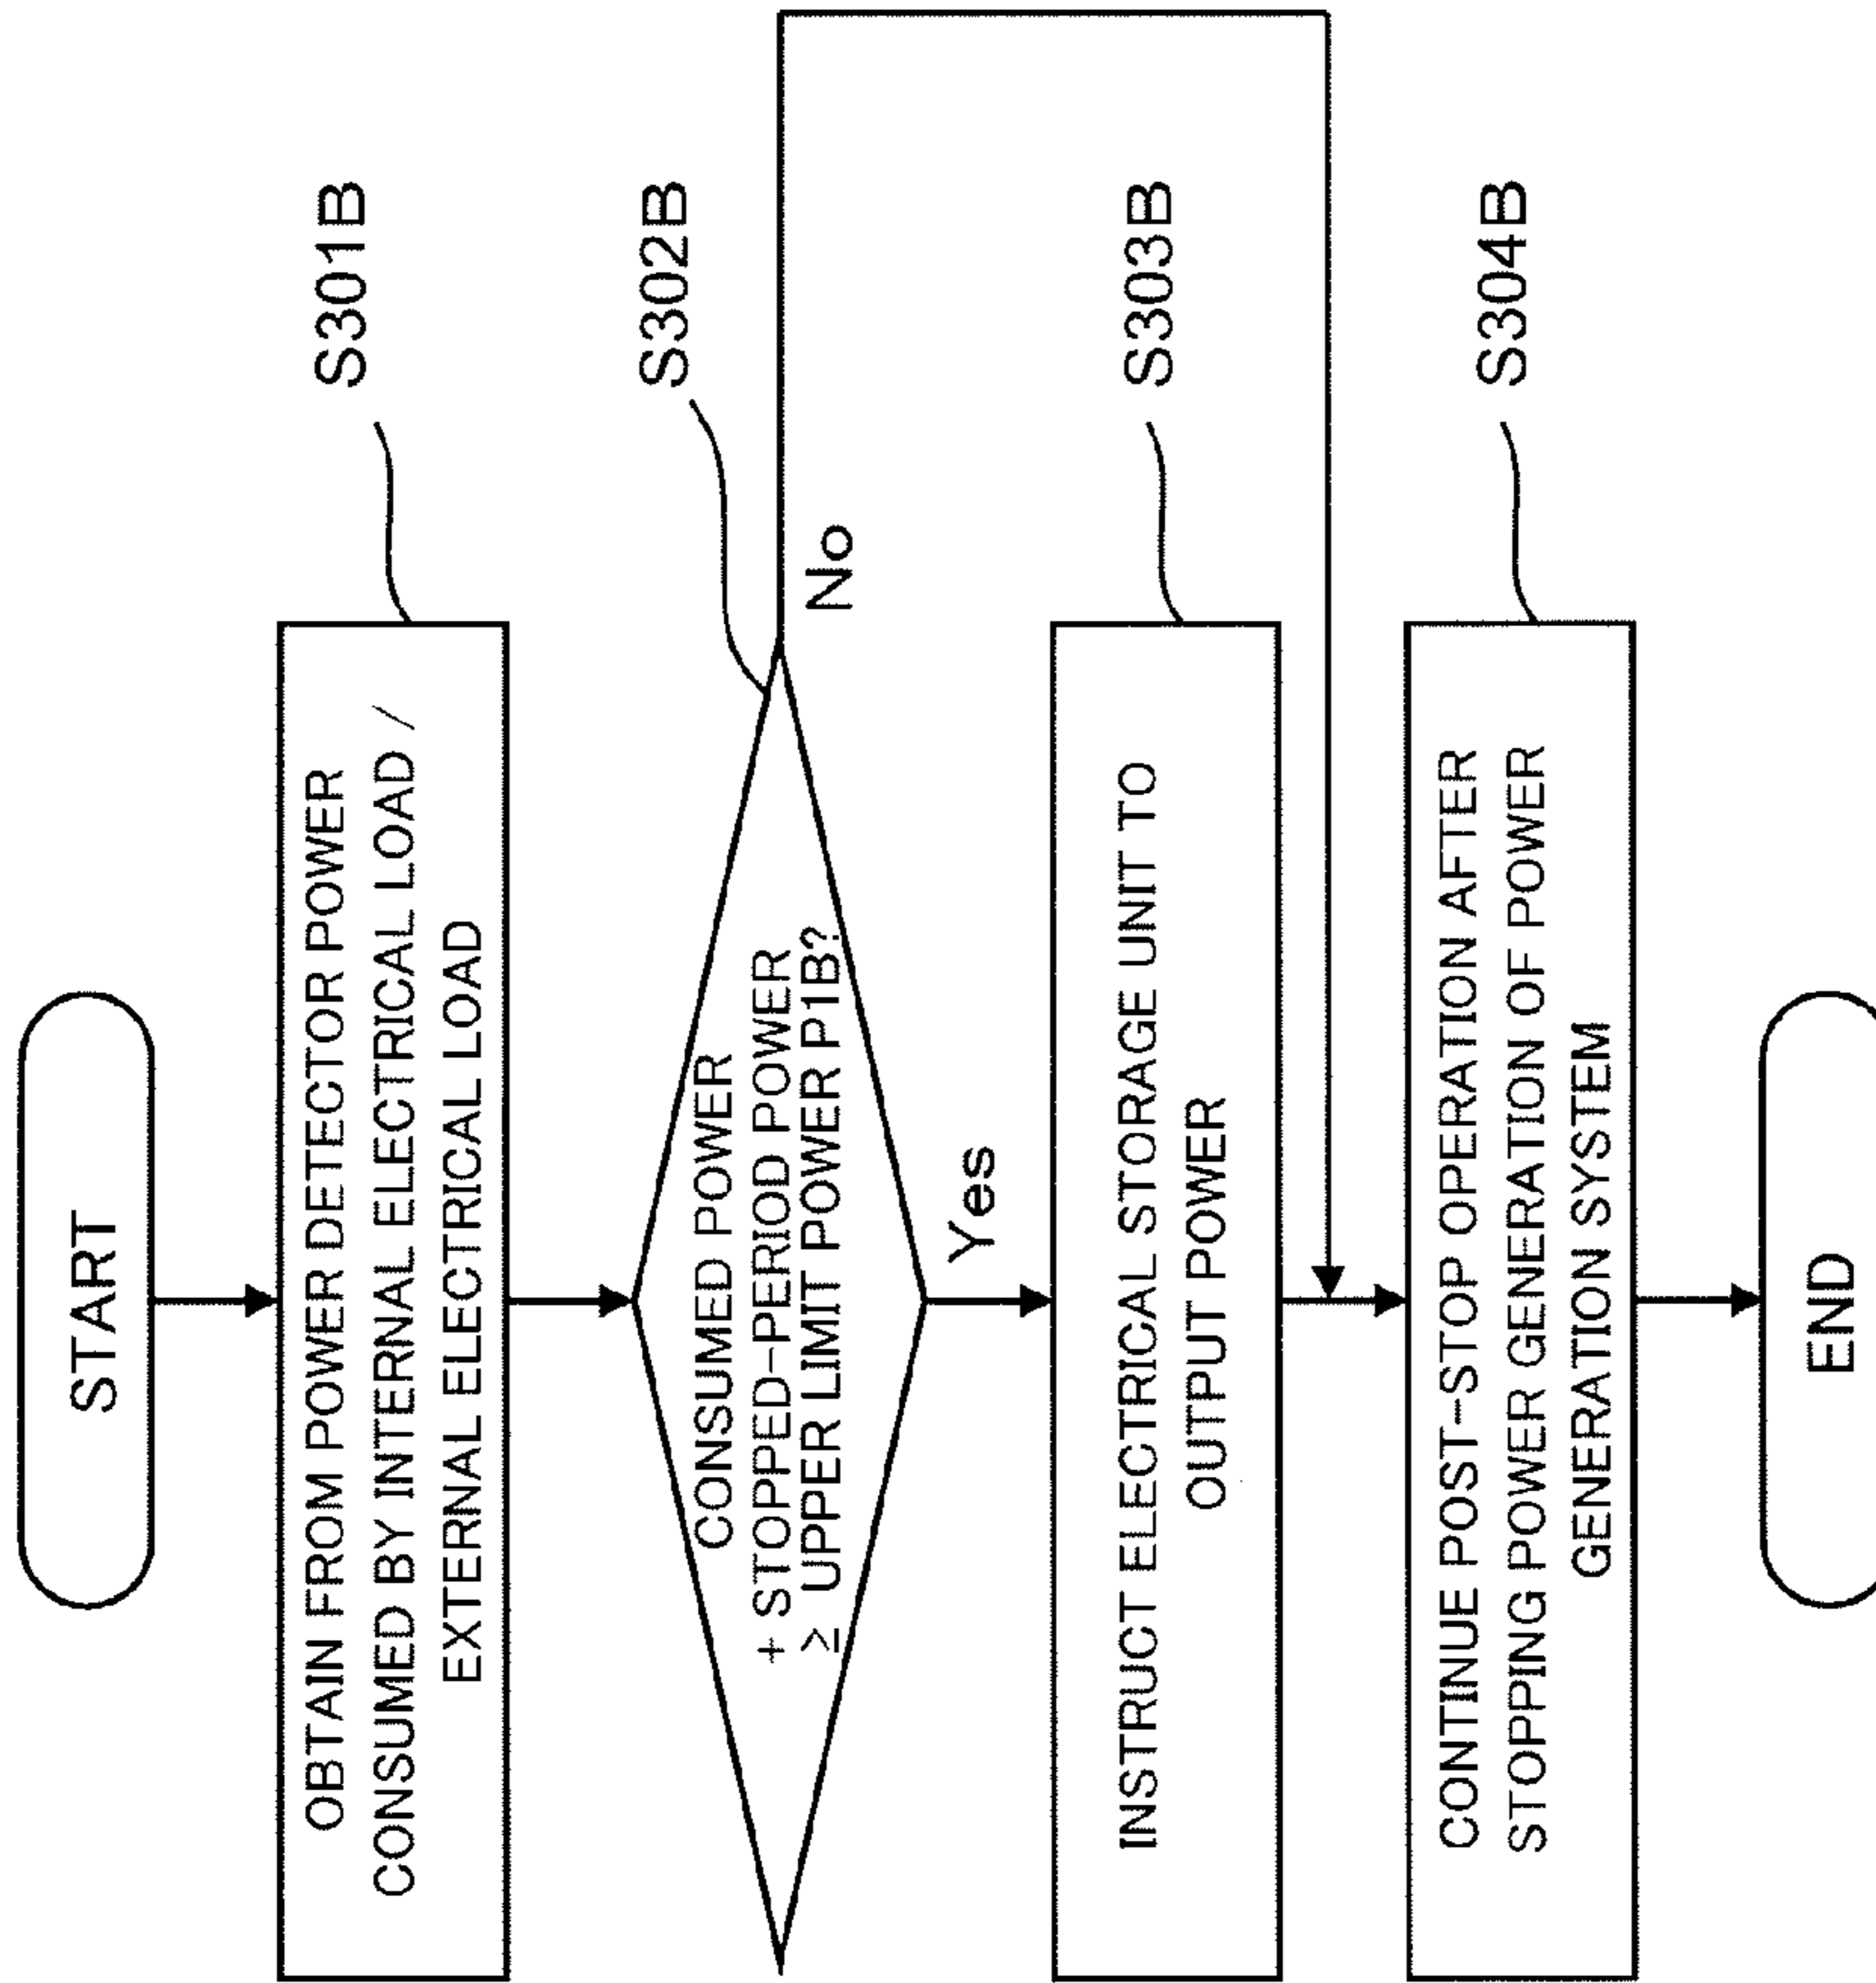 START
OBTAIN FROM POWER DETECTOR POWER
CONSUMED BY INTERNAL ELECTRICAL LOAD /
EXTERNAL ELECTRICAL LOAD
S301B
CONSUMED POWER
+ STOPPED-PERIOD POWER
≥ UPPER LIMIT POWER P1B?
S302B
No
Yes
INSTRUCT ELECTRICAL STORAGE UNIT TO
OUTPUT POWER
S303B
CONTINUE POST-STOP OPERATION AFTER
STOPPING POWER GENERATION OF POWER
GENERATION SYSTEM
S304B
END